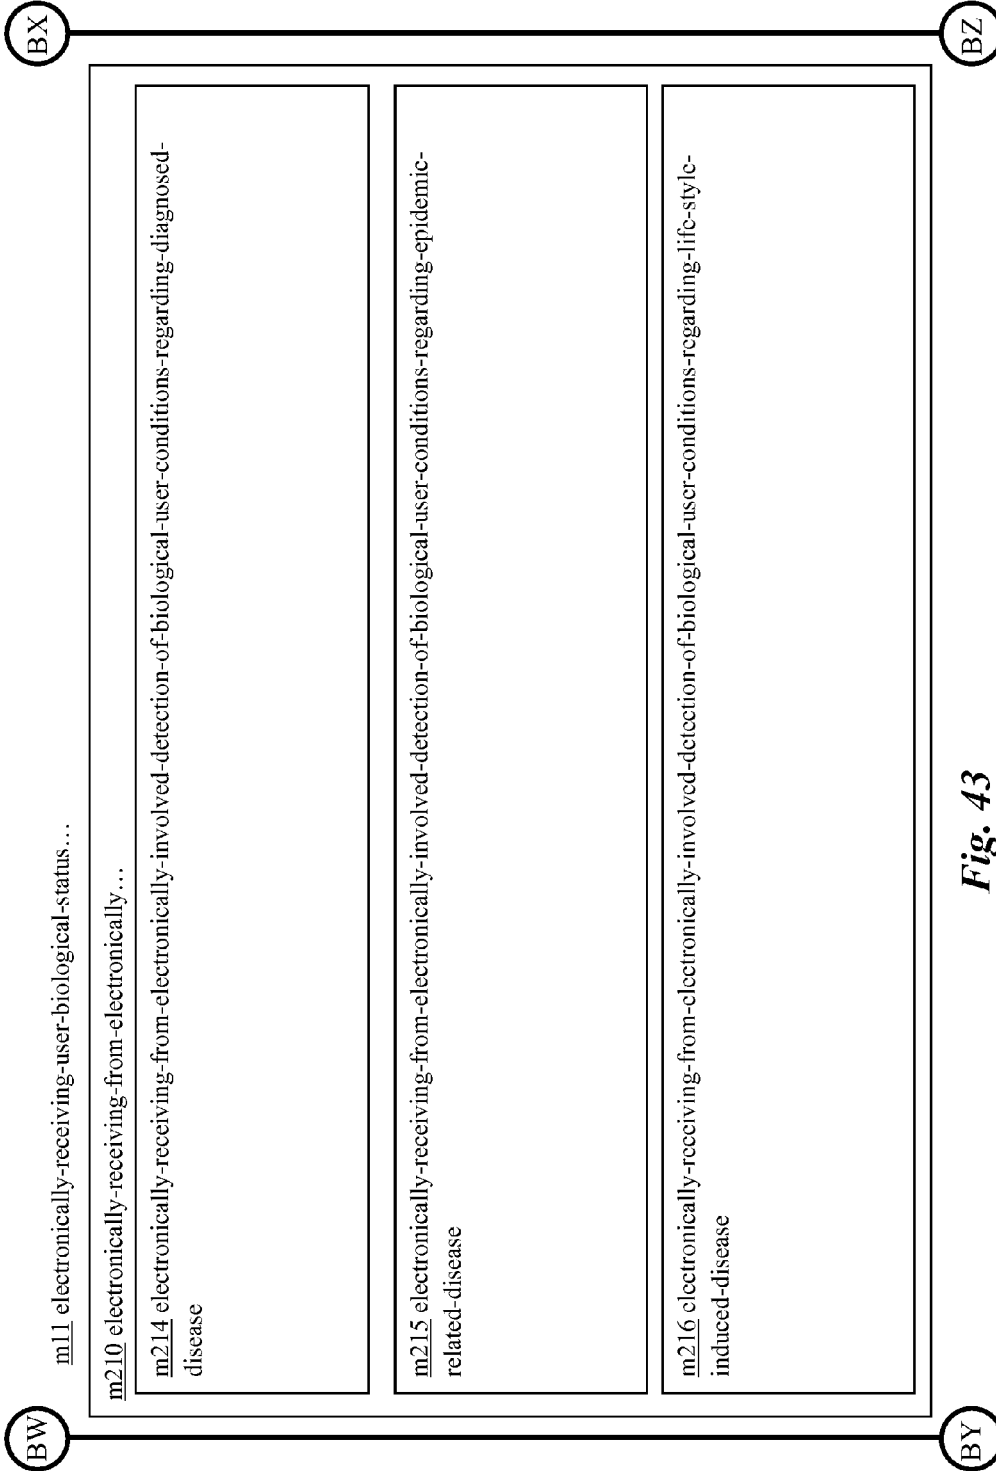 BW
BX
m11 electronically-receiving-user-biological-status…
m210 electronically-receiving-from-electronically…
m214 electronically-receiving-from-electronically-involved-detection-of-biological-user-conditions-regarding-diagnosed-
disease
m215 electronically-receiving-from-electronically-involved-detection-of-biological-user-conditions-regarding-epidemic-
related-disease
m216 electronically-receiving-from-electronically-involved-detection-of-biological-user-conditions-regarding-life-style-
induced-disease
BY
BZ
Fig. 43